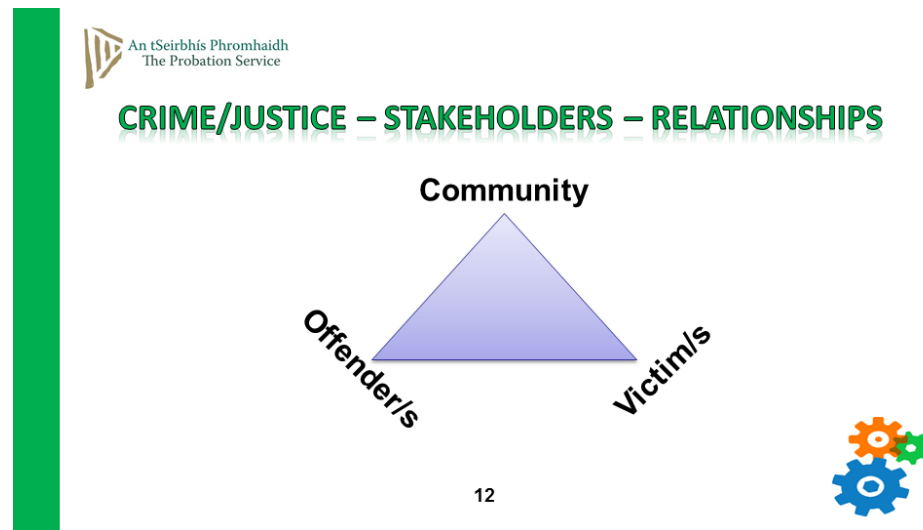 An tSeirbhís Phromhaidh
The Probation Service
CRIME/JUSTICE – STAKEHOLDERS – RELATIONSHIPS
Community
Offender/s
Victim/s
12